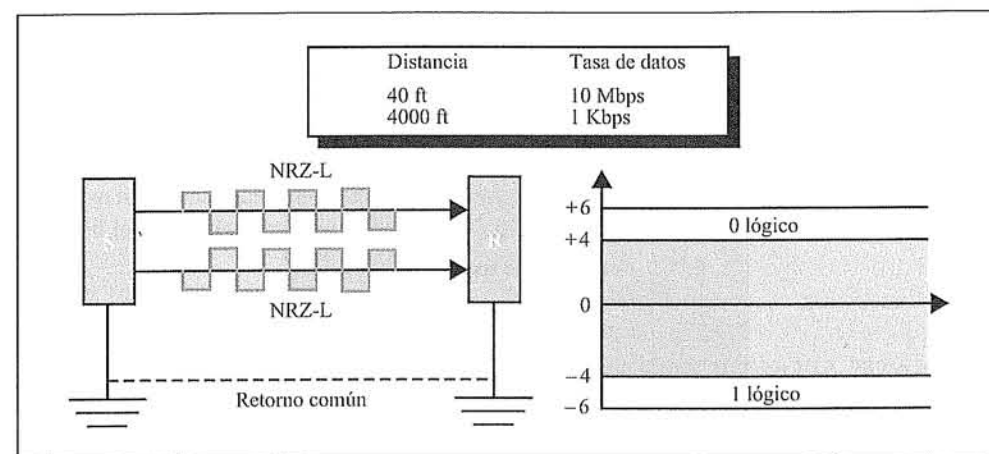 Distancia Tasa de datos
40 ft 10 Mbps
4000 ft 1 Kbps
NRZ-L
S
R
NRZ-L
Retorno común
+6
0 lógico
+4
0
−4
1 lógico
−6